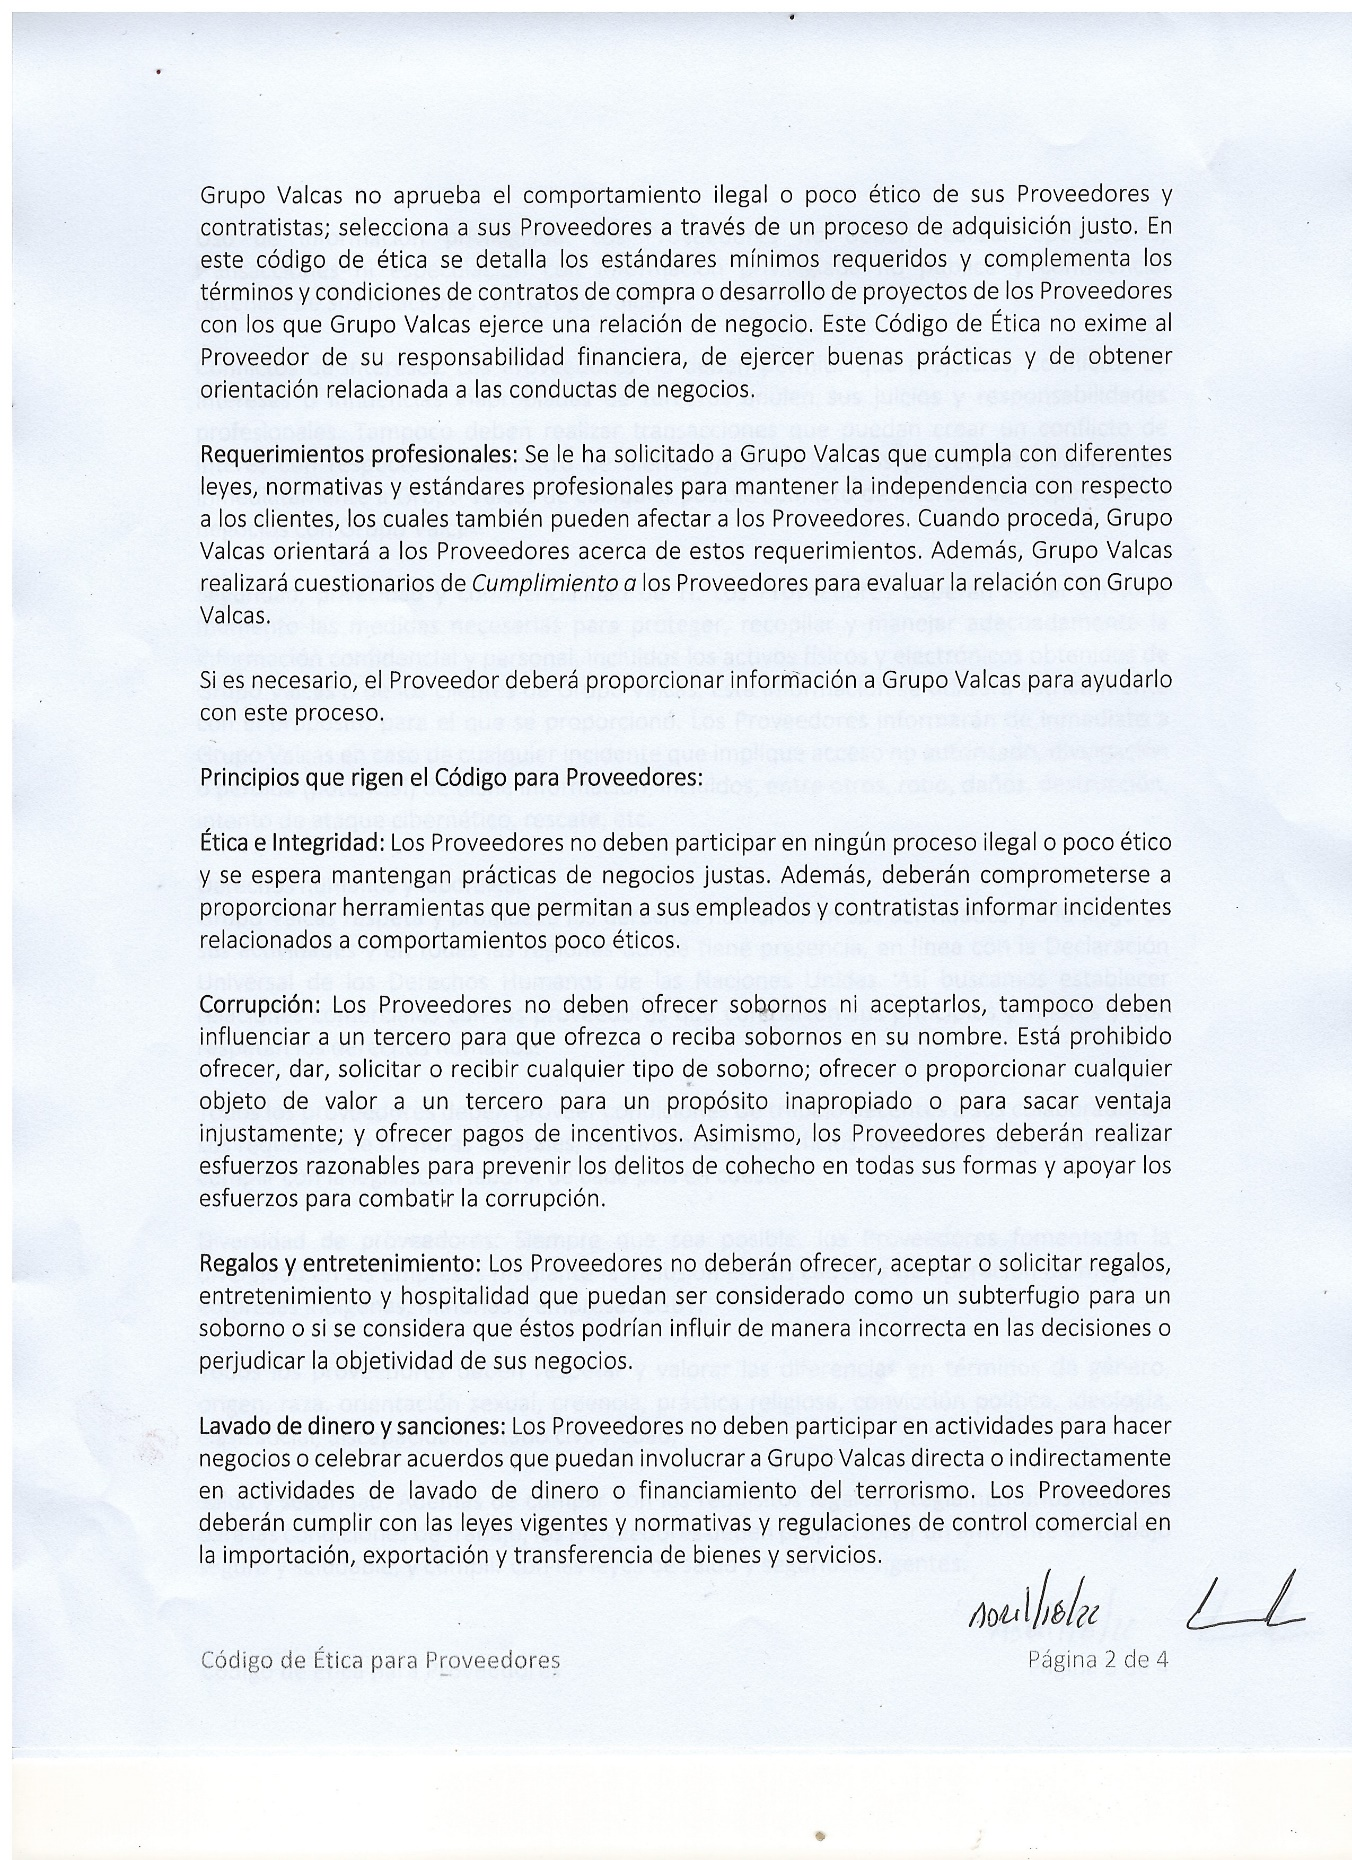 Grupo Valcas no aprueba el comportamiento ilegal o poco ético de sus Proveedores y
contratistas; selecciona a sus Proveedores a través de un proceso de adquisición justo. En
este código de ética se detalla los estándares mínimos requeridos y complementa los
términos y condiciones de contratos de compra o desarrollo de proyectos de los Proveedores
con los que Grupo Valcas ejerce una relación de negocio. Este Código de Ética no exime al
Proveedor de su responsabilidad financiera, de ejercer buenas prácticas y de obtener
orientación relacionada a las conductas de negocios.
Requerimientos profesionales: Se le ha solicitado a Grupo Valcas que cumpla con diferentes
leyes, normativas y estándares profesionales para mantener la independencia con respecto
a los clientes, los cuales también pueden afectar a los Proveedores. Cuando proceda, Grupo
Valcas orientará a los Proveedores acerca de estos requerimientos. Además, Grupo Valcas
realizará cuestionarios de Cumplimiento a los Proveedores para evaluar la relación con Grupo
Valcas.
Si es necesario, el Proveedor deberá proporcionar información a Grupo Valcas para ayudarlo
con este proceso.
Principios que rigen el Código para Proveedores:
Ética e Integridad: Los Proveedores no deben participar en ningún proceso ilegal o poco ético
y se espera mantengan prácticas de negocios justas. Además, deberán comprometerse a
proporcionar herramientas que permitan a sus empleados y contratistas informar incidentes
relacionados a comportamientos poco éticos.
Corrupción: Los Proveedores no deben ofrecer sobornos ni aceptarlos, tampoco deben
influenciar a un tercero para que ofrezca o reciba sobornos en su nombre. Está prohibido
ofrecer, dar, solicitar o recibir cualquier tipo de soborno; ofrecer o proporcionar cualquier
objeto de valor a un tercero para un propósito inapropiado o para sacar ventaja
injustamente; y ofrecer pagos de incentivos. Asimismo, los Proveedores deberán realizar
esfuerzos razonables para prevenir los delitos de cohecho en todas sus formas y apoyar los
esfuerzos para combatir la corrupción.
Regalos y entretenimiento: Los Proveedores no deberán ofrecer, aceptar o solicitar regalos,
entretenimiento y hospitalidad que puedan ser considerado como un subterfugio para un
soborno o si se considera que éstos podrían influir de manera incorrecta en las decisiones o
perjudicar la objetividad de sus negocios.
Lavado de dinero y sanciones: Los Proveedores no deben participar en actividades para hacer
negocios o celebrar acuerdos que puedan involucrar a Grupo Valcas directa o indirectamente
en actividades de lavado de dinero o financiamiento del terrorismo. Los Proveedores
deberán cumplir con las leyes vigentes y normativas y regulaciones de control comercial en
la importación, exportación y transferencia de bienes y servicios.
Abril/18/22
Código de Ética para Proveedores Página 2 de 4